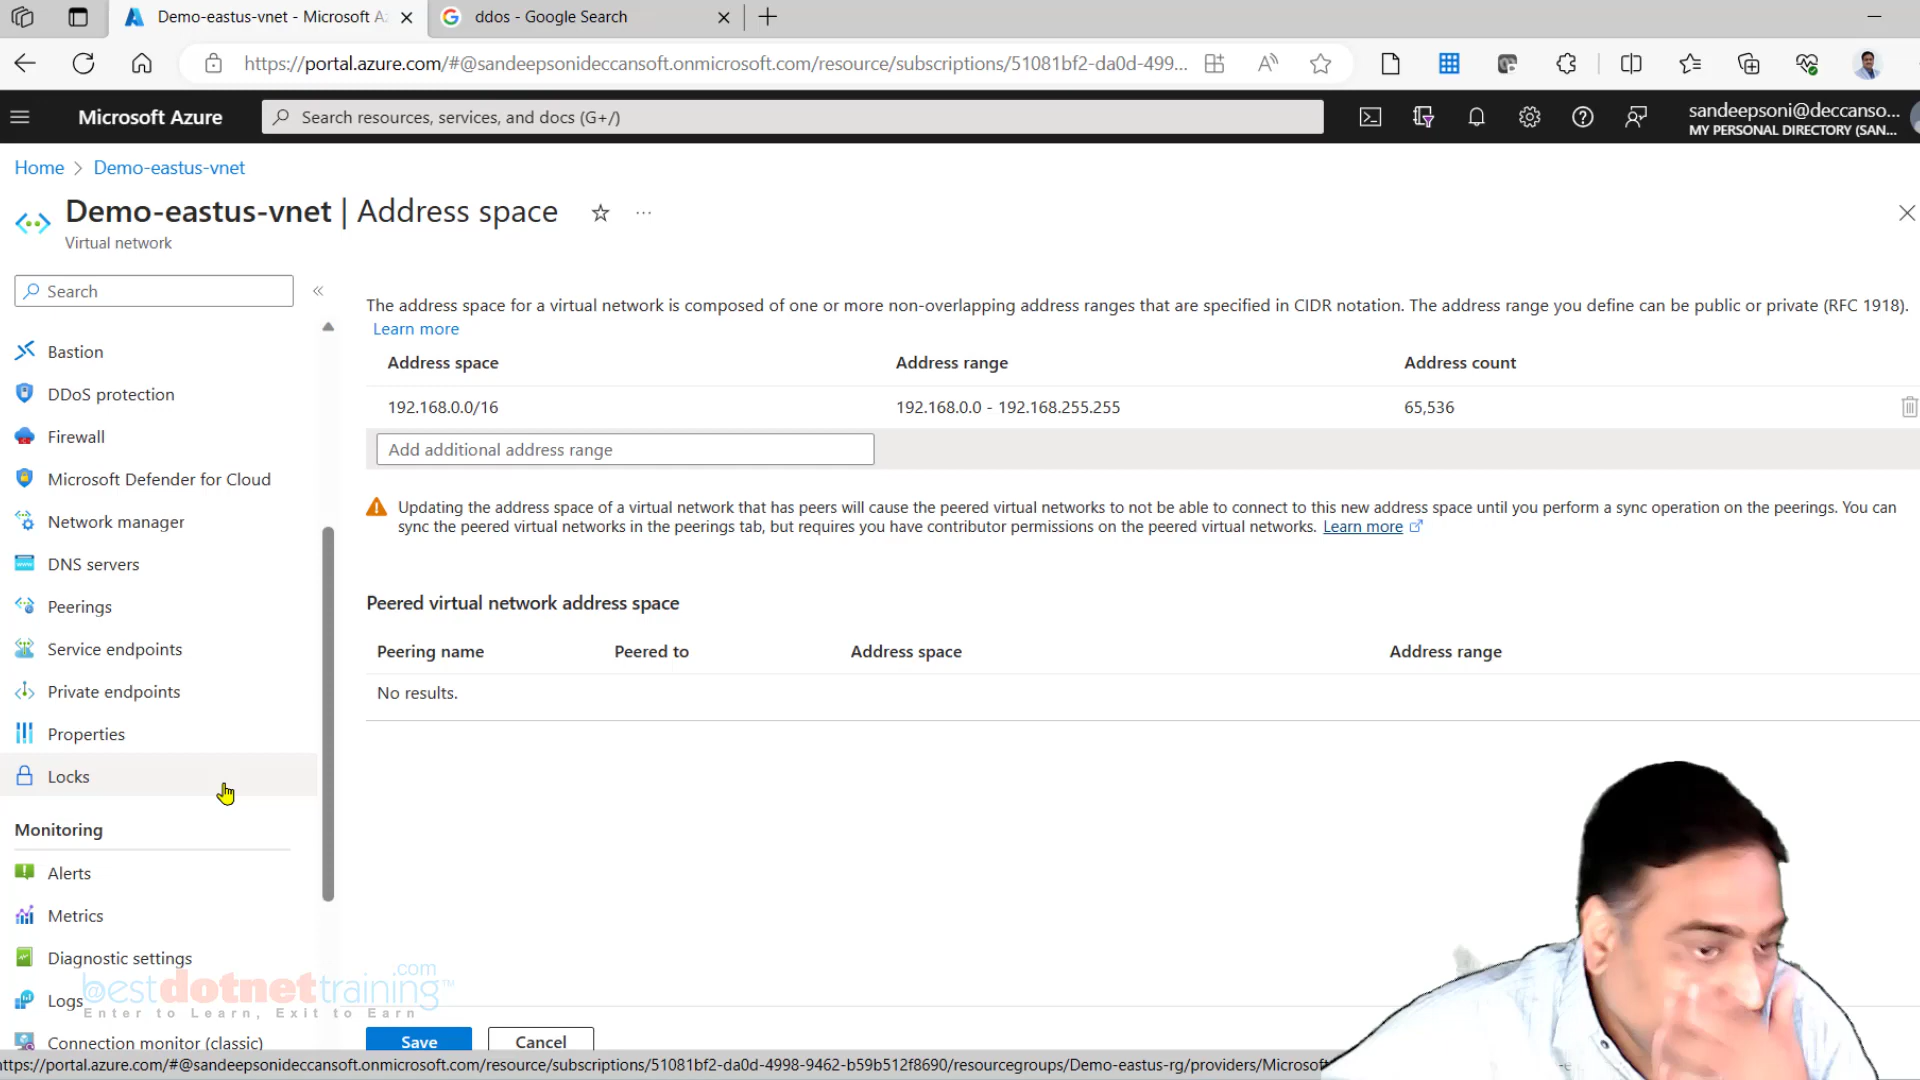 Demo-eastus-vnet - Microsoft A
ddos - Google Search
https://portal.azure.com/#@sandeepsonideccansoft.onmicrosoft.com/resource/subscriptions/51081bf2-da0d-499...
Microsoft Azure
Search resources, services, and docs (G+/)
sandeepsoni@deccanso...
MY PERSONAL DIRECTORY (SAN...
Home > Demo-eastus-vnet
Demo-eastus-vnet | Address space
Virtual network
Search
Bastion
DDoS protection
Firewall
Microsoft Defender for Cloud
Network manager
DNS servers
Peerings
Service endpoints
Private endpoints
Properties
Locks
Monitoring
Alerts
Metrics
Diagnostic settings
Logs
Connection monitor (classic)
The address space for a virtual network is composed of one or more non-overlapping address ranges that are specified in CIDR notation. The address range you define can be public or private (RFC 1918).
Learn more
Address space Address range Address count
192.168.0.0/16 192.168.0.0 - 192.168.255.255 65,536
Add additional address range
Updating the address space of a virtual network that has peers will cause the peered virtual networks to not be able to connect to this new address space until you perform a sync operation on the peerings. You can
sync the peered virtual networks in the peerings tab, but requires you have contributor permissions on the peered virtual networks. Learn more
Peered virtual network address space
Peering name Peered to Address space Address range
No results.
Save Cancel
@bestdotnettraining.com™
Enter to Learn, Exit to Earn
https://portal.azure.com/#@sandeepsonideccansoft.onmicrosoft.com/resource/subscriptions/51081bf2-da0d-4998-9462-b59b512f8690/resourcegroups/Demo-eastus-rg/providers/Microsoft